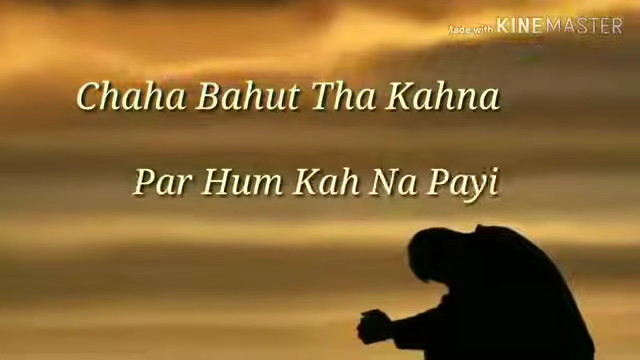 Made with KINEMASTER
Chaha Bahut Tha Kahna
Par Hum Kah Na Payi